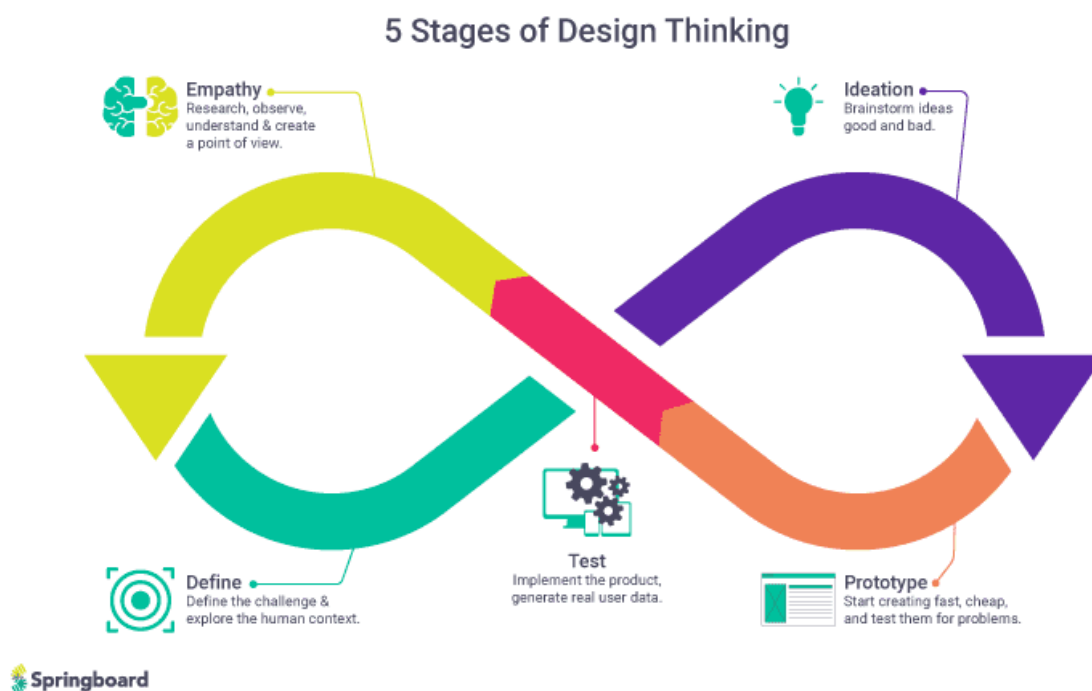 5 Stages of Design Thinking
Empathy
Research, observe,
understand & create
a point of view.
Ideation
Brainstorm ideas
good and bad.
Define
Define the challenge &
explore the human context.
Test
Implement the product,
generate real user data.
Prototype
Start creating fast, cheap,
and test them for problems.
Springboard